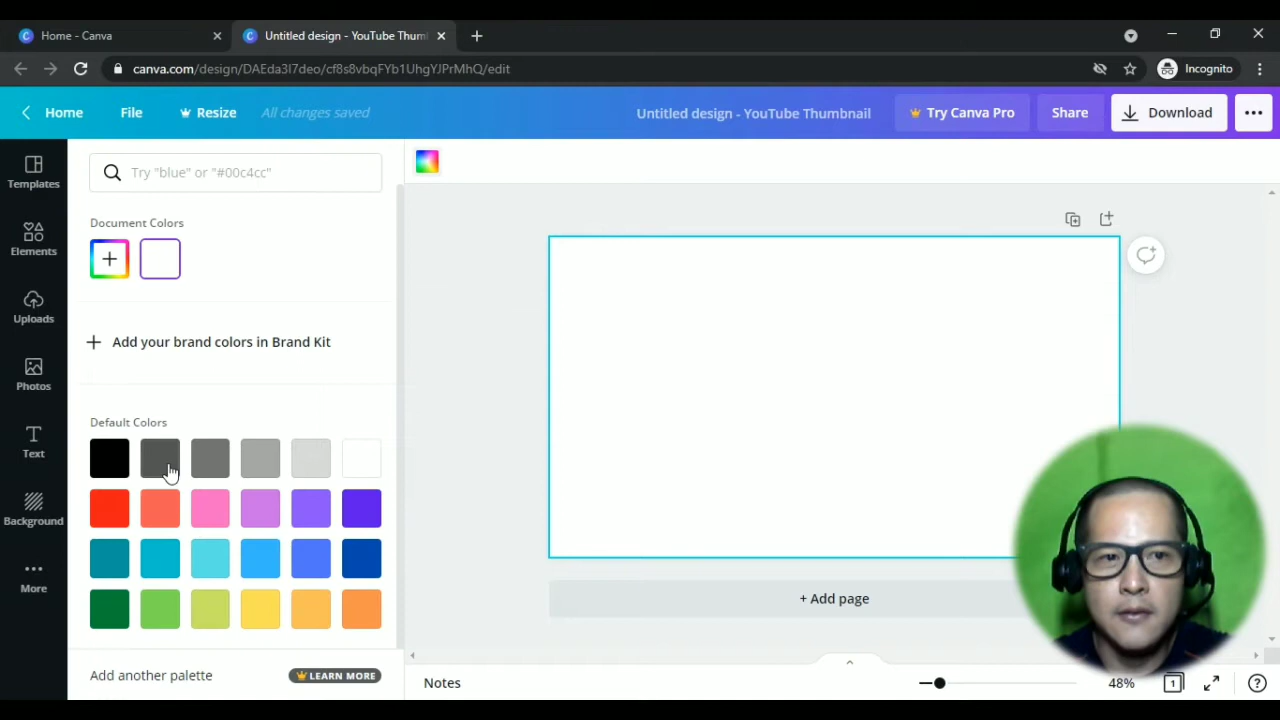 Home - Canva
Untitled design - YouTube Thum
canva.com/design/DAEda3I7deo/cf8s8vbqFYb1UhgYJPrMhQ/edit
Incognito
Home
File
Resize
All changes saved
Untitled design - YouTube Thumbnail
Try Canva Pro
Share
Download
Templates
Elements
Uploads
Photos
Text
Background
More
Try "blue" or "#00c4cc"
Document Colors
Add your brand colors in Brand Kit
Default Colors
Add another palette
LEARN MORE
+ Add page
Notes
48%
1